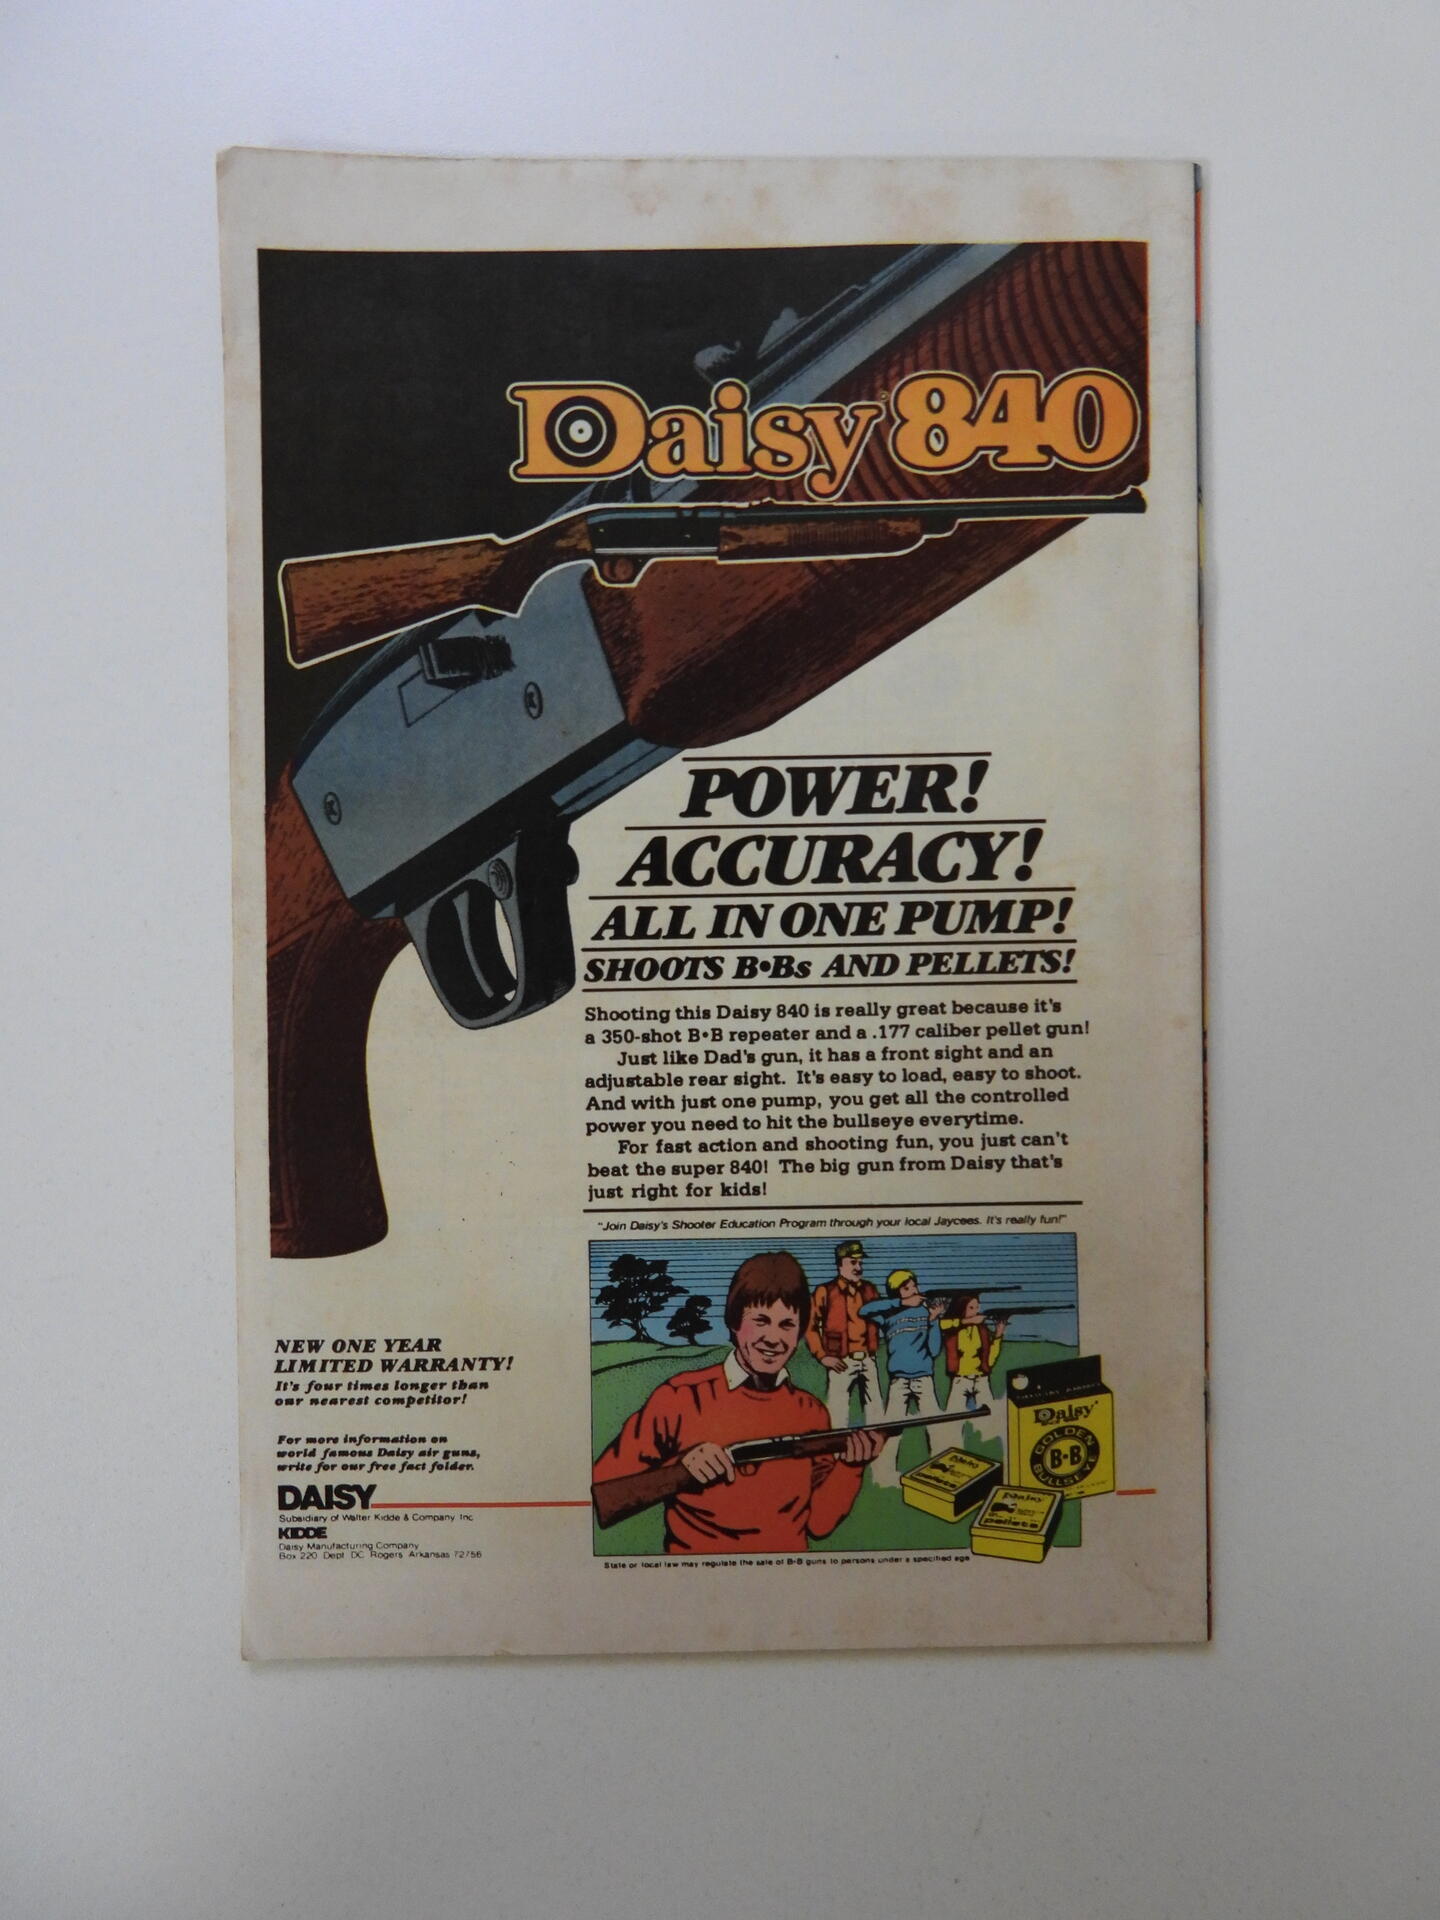 Daisy® 840
POWER!
ACCURACY!
ALL IN ONE PUMP!
SHOOTS B•Bs AND PELLETS!
Shooting this Daisy 840 is really great because it's
a 350-shot B•B repeater and a .177 caliber pellet gun!
Just like Dad's gun, it has a front sight and an
adjustable rear sight. It's easy to load, easy to shoot.
And with just one pump, you get all the controlled
power you need to hit the bullseye everytime.
For fast action and shooting fun, you just can't
beat the super 840! The big gun from Daisy that's
just right for kids!
"Join Daisy's Shooter Education Program through your local Jaycees. It's really fun!"
NEW ONE YEAR
LIMITED WARRANTY!
It's four times longer than
our nearest competitor!
For more information on
world famous Daisy air guns,
write for our free fact folder.
DAISY
Subsidiary of Walter Kidde & Company Inc
KIDDE
Daisy Manufacturing Company
Box 220 Dept DC Rogers Arkansas 72756
Daisy
GOLDEN
B•B
BULLSEYE
Daisy
pellets
Daisy
pellets
State or local law may regulate the sale of B•B guns to persons under a specified age